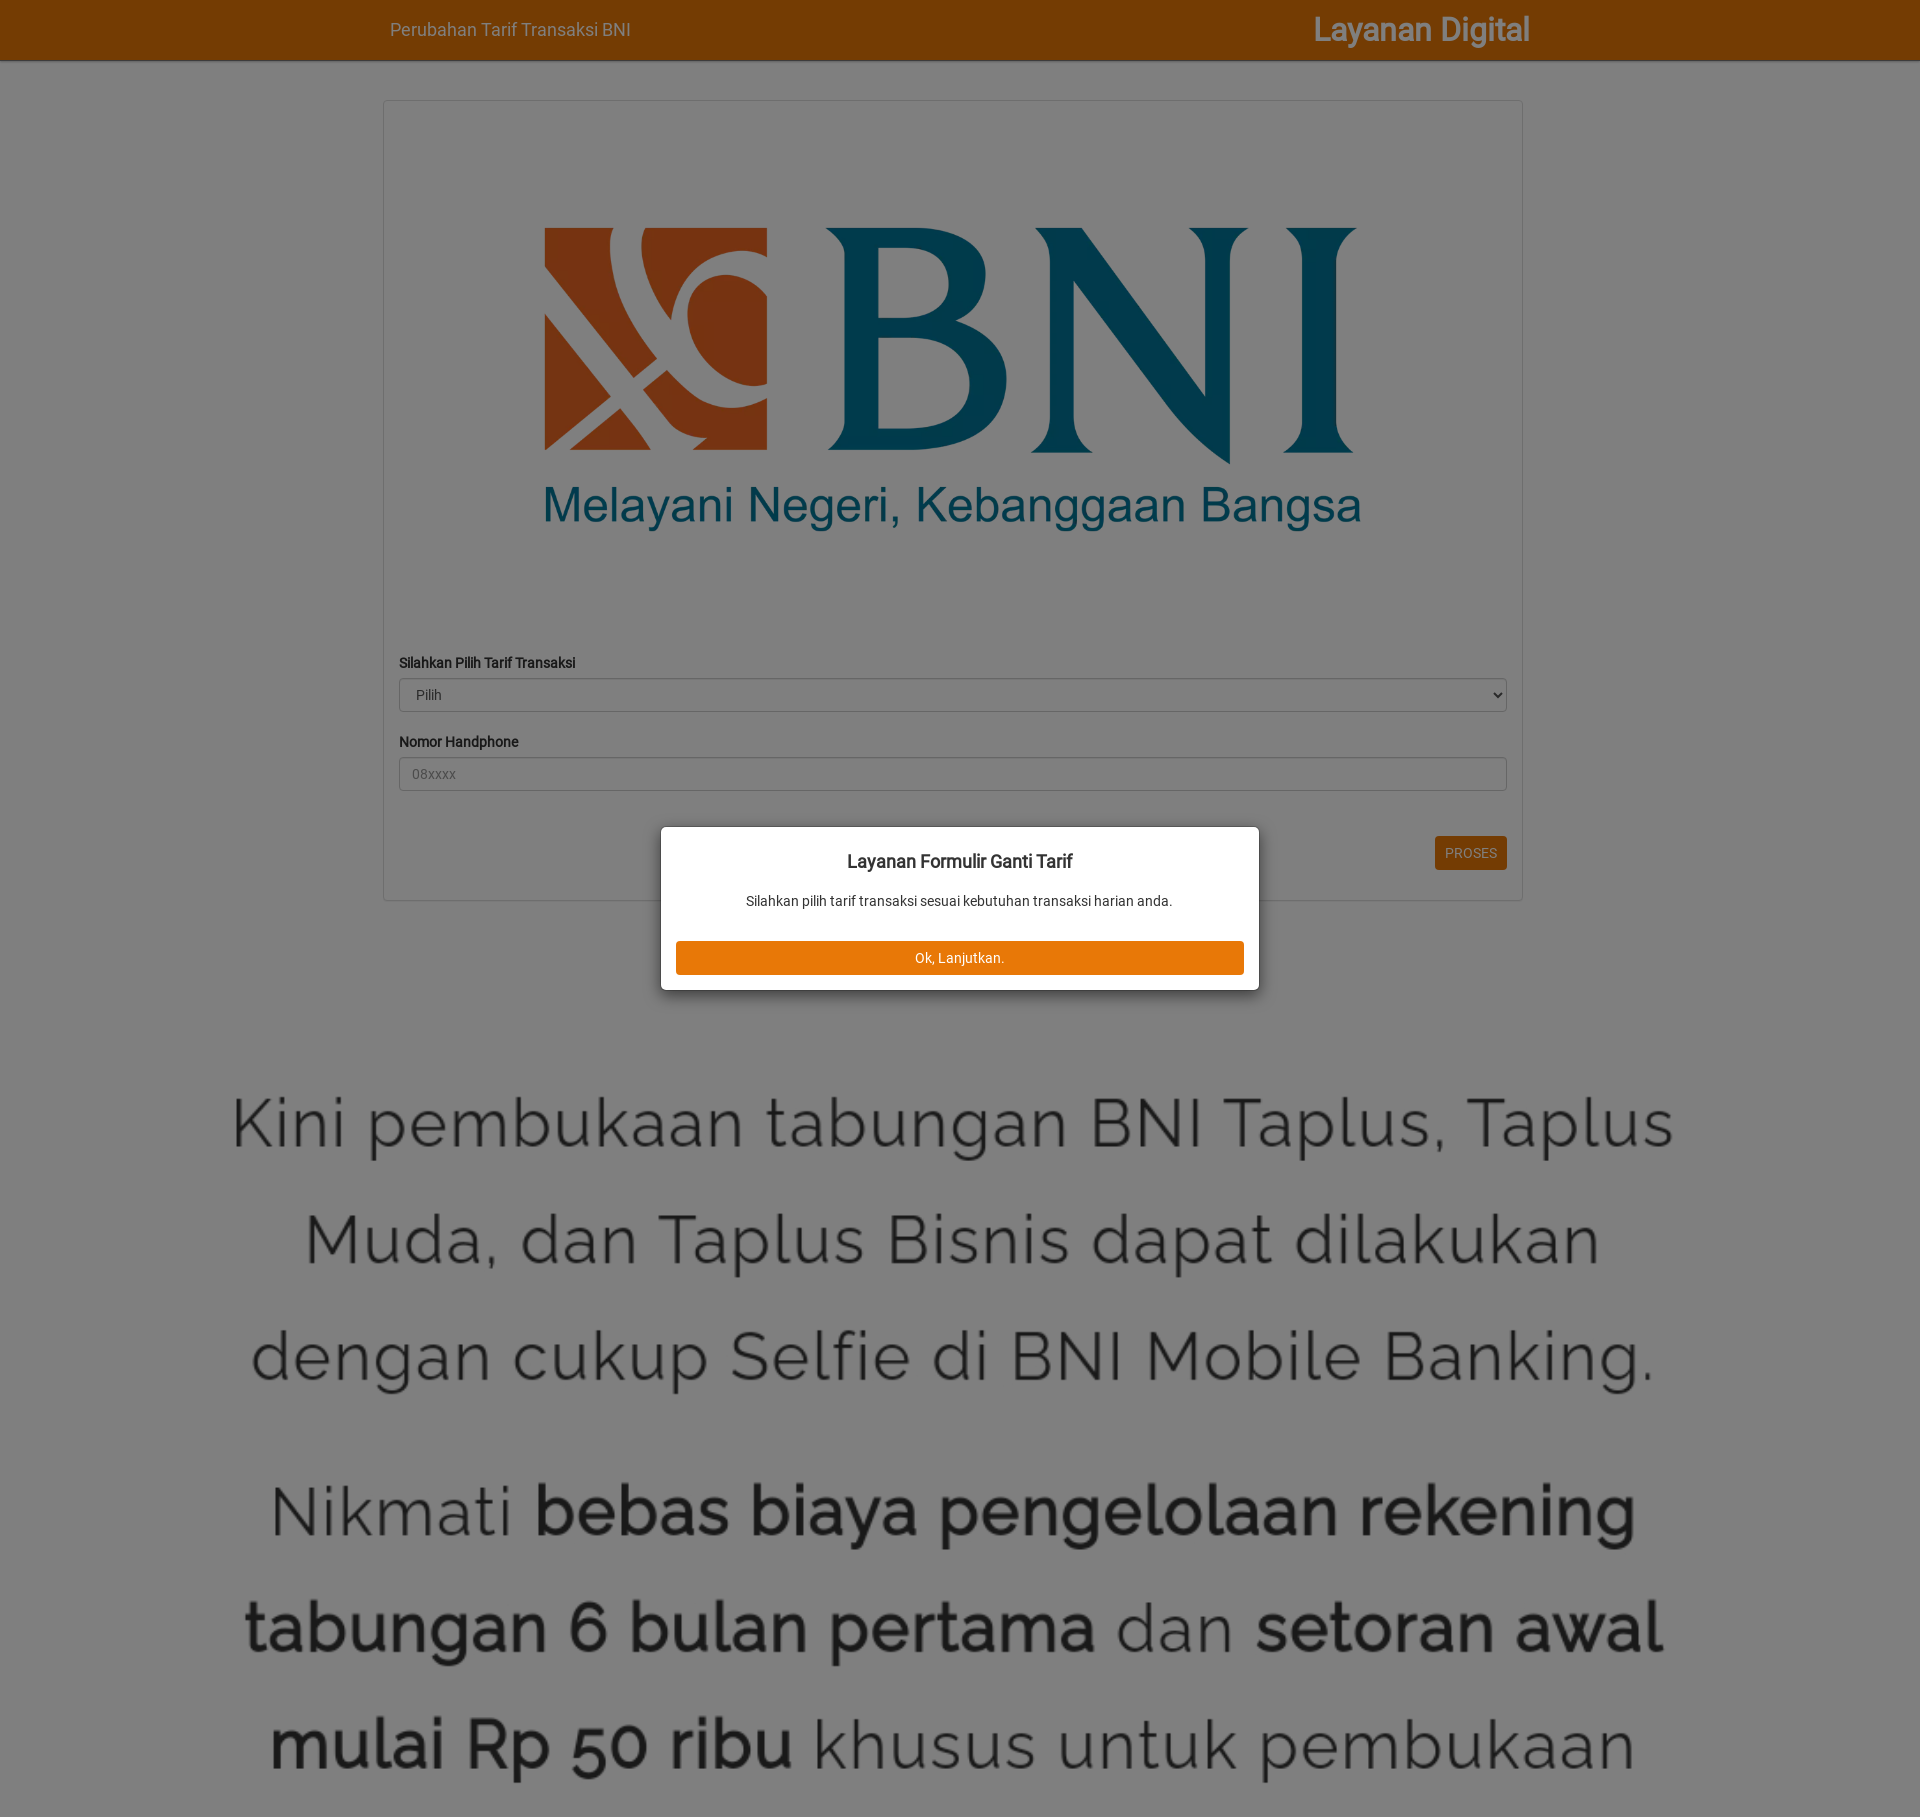 Perubahan Tarif Transaksi BNI
Layanan Digital
BNI
Melayani Negeri, Kebanggaan Bangsa
Silahkan Pilih Tarif Transaksi
Pilih
Nomor Handphone
08xxxx
PROSES
Layanan Formulir Ganti Tarif
Silahkan pilih tarif transaksi sesuai kebutuhan transaksi harian anda.
Ok, Lanjutkan.
Kini pembukaan tabungan BNI Taplus, Taplus
Muda, dan Taplus Bisnis dapat dilakukan
dengan cukup Selfie di BNI Mobile Banking.
Nikmati bebas biaya pengelolaan rekening
tabungan 6 bulan pertama dan setoran awal
mulai Rp 50 ribu khusus untuk pembukaan